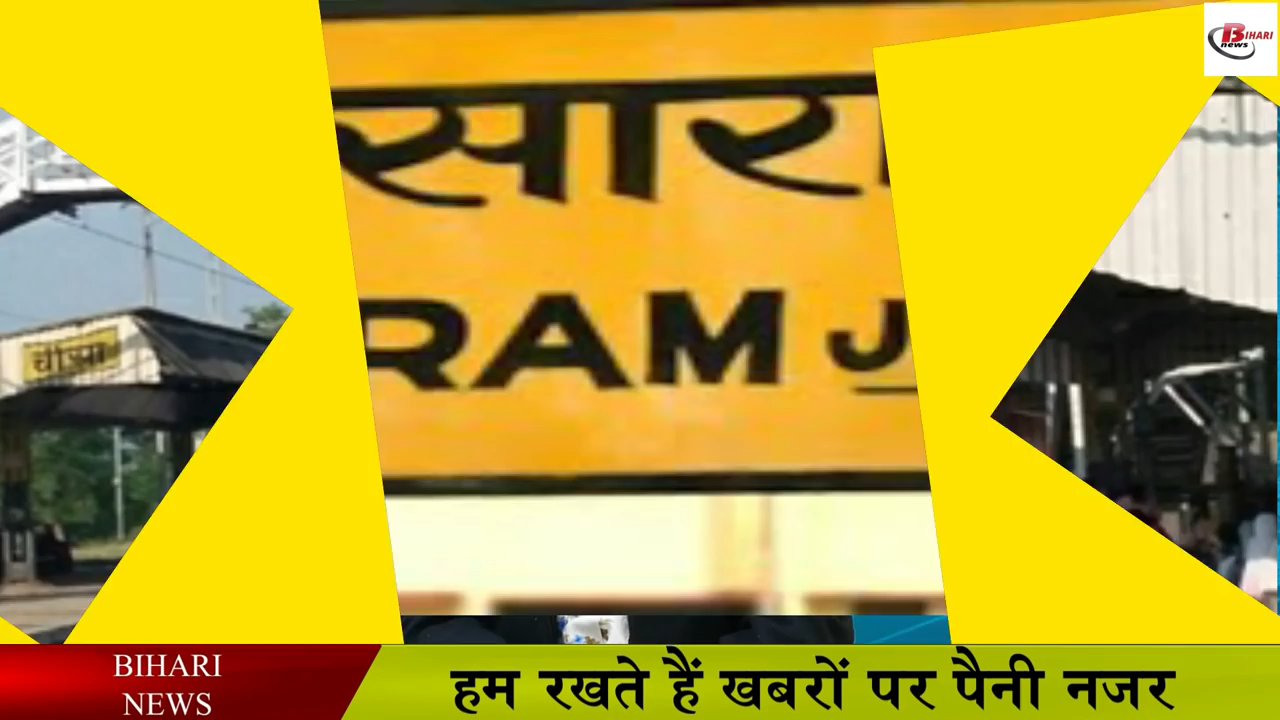 BIHARI
news
सारा
RAM J
चौसा
BIHARI
NEWS
हम रखते हैं खबरों पर पैनी नजर